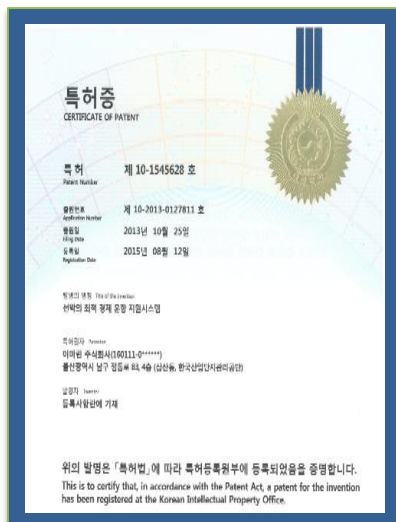 특허증
CERTIFICATE OF PATENT
특 허 제 10-1545628 호
Patent Number
출원번호 제 10-2013-0127811 호
Application Number
출원일 2013년 10월 25일
Filing Date
등록일 2015년 08월 12일
Registration Date
발명의 명칭 Title of the Invention
선박의 최적 경제 운항 지원시스템
특허권자 Patentee
이마린 주식회사(160111-0******)
울산광역시 남구 정동로 83, 4층 (삼산동, 한국산업단지관리공단)
발명자 Inventor
등록사항란에 기재
위의 발명은 「특허법」에 따라 특허등록원부에 등록되었음을 증명합니다.
This is to certify that, in accordance with the Patent Act, a patent for the invention
has been registered at the Korean Intellectual Property Office.